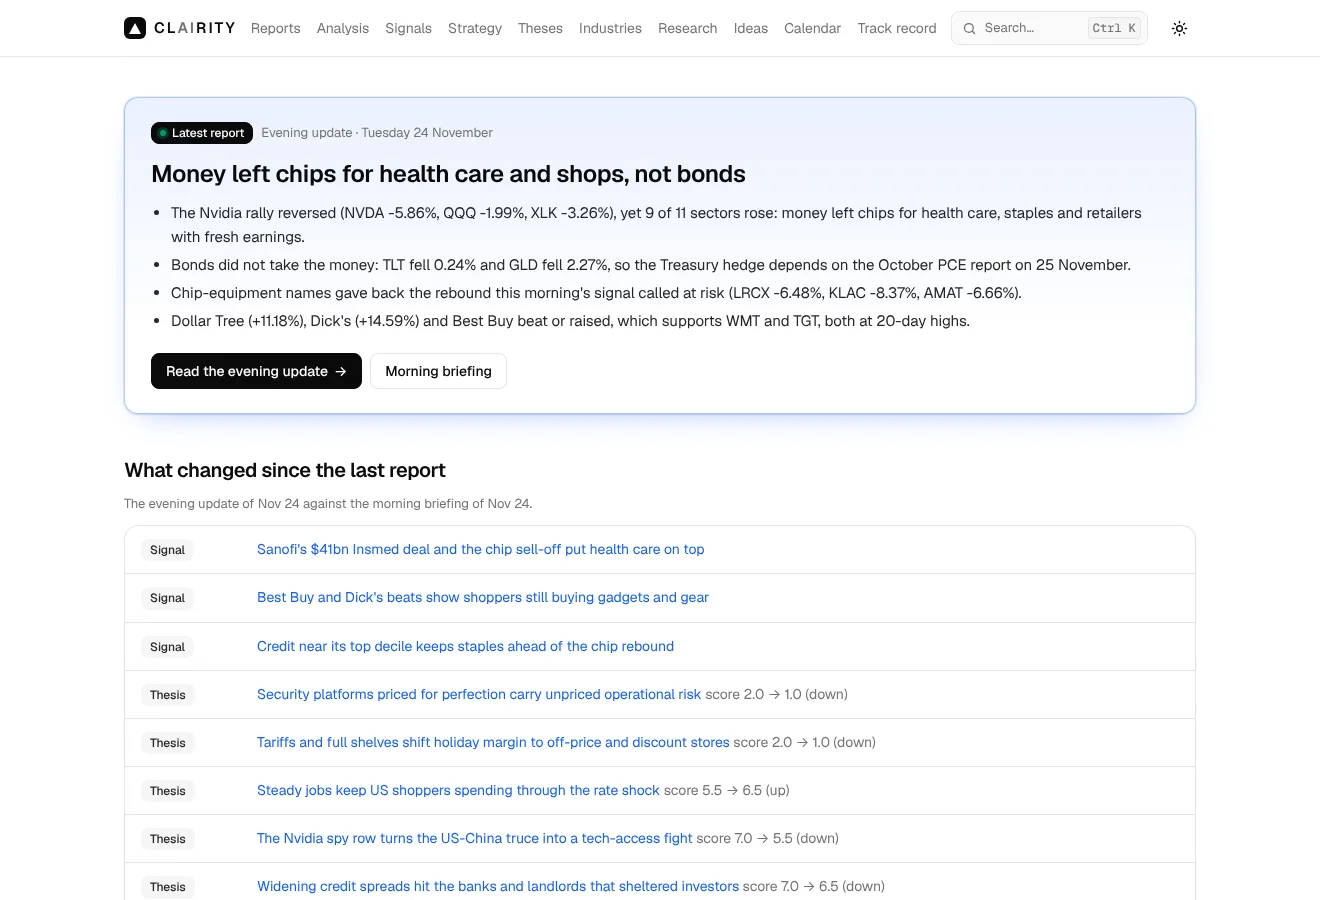 CLAIRITY Reports Analysis Signals Strategy Theses Industries Research Ideas Calendar Track record Search... Ctrl K
Latest report Evening update · Tuesday 24 November
Money left chips for health care and shops, not bonds
• The Nvidia rally reversed (NVDA -5.86%, QQQ -1.99%, XLK -3.26%), yet 9 of 11 sectors rose: money left chips for health care, staples and retailers
with fresh earnings.
• Bonds did not take the money: TLT fell 0.24% and GLD fell 2.27%, so the Treasury hedge depends on the October PCE report on 25 November.
• Chip-equipment names gave back the rebound this morning's signal called at risk (LRCX -6.48%, KLAC -8.37%, AMAT -6.66%).
• Dollar Tree (+11.18%), Dick's (+14.59%) and Best Buy beat or raised, which supports WMT and TGT, both at 20-day highs.
Read the evening update → Morning briefing
What changed since the last report
The evening update of Nov 24 against the morning briefing of Nov 24.
Signal Sanofi's $41bn Insmed deal and the chip sell-off put health care on top
Signal Best Buy and Dick's beats show shoppers still buying gadgets and gear
Signal Credit near its top decile keeps staples ahead of the chip rebound
Thesis Security platforms priced for perfection carry unpriced operational risk score 2.0 → 1.0 (down)
Thesis Tariffs and full shelves shift holiday margin to off-price and discount stores score 2.0 → 1.0 (down)
Thesis Steady jobs keep US shoppers spending through the rate shock score 5.5 → 6.5 (up)
Thesis The Nvidia spy row turns the US-China truce into a tech-access fight score 7.0 → 5.5 (down)
Thesis Widening credit spreads hit the banks and landlords that sheltered investors score 7.0 → 6.5 (down)